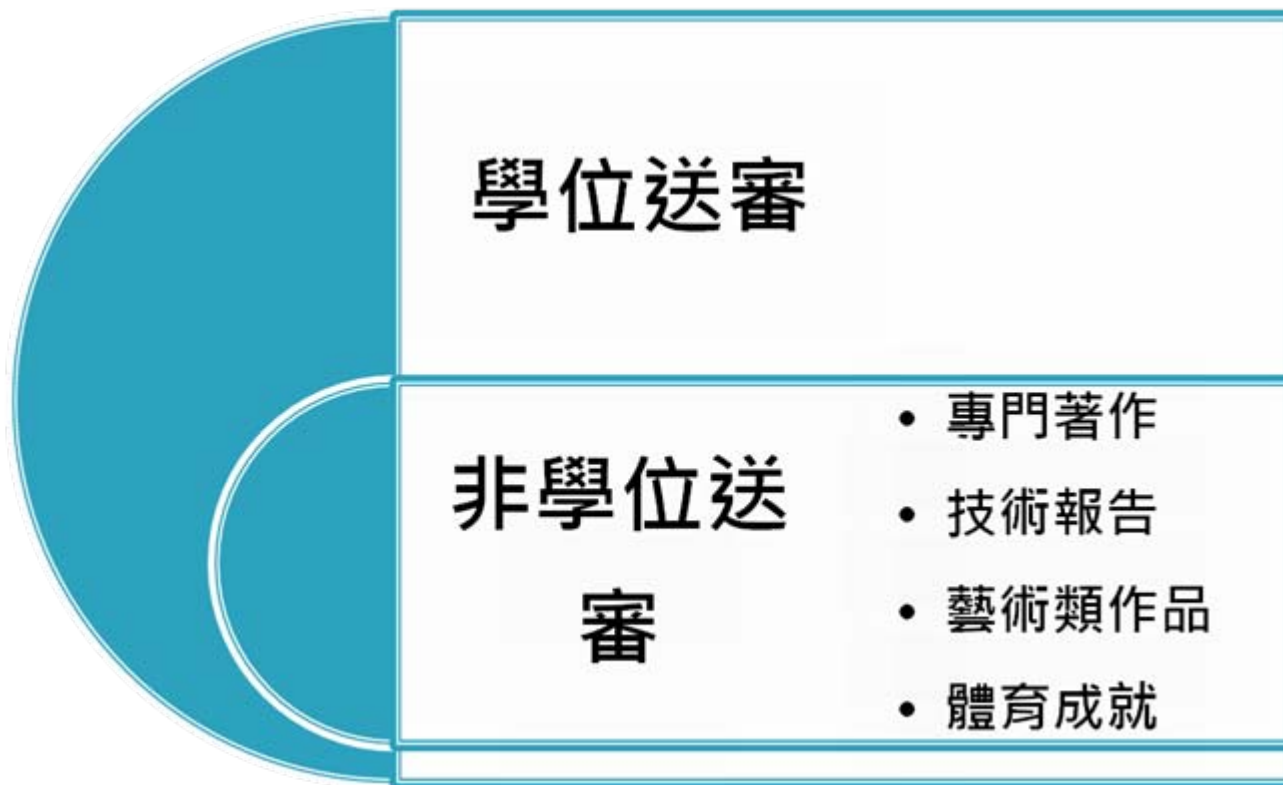 學位送審
非學位送
審
• 專門著作
• 技術報告
• 藝術類作品
• 體育成就